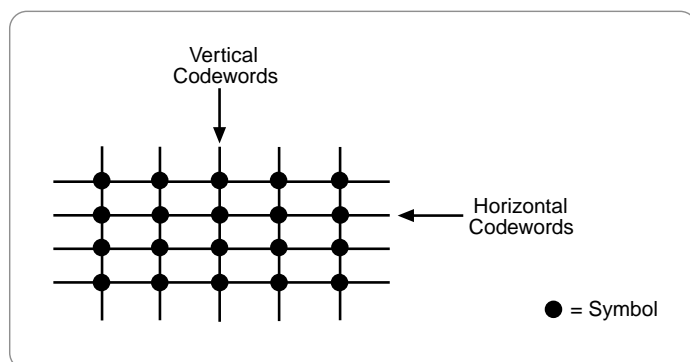 Vertical
Codewords
Horizontal
Codewords
= Symbol